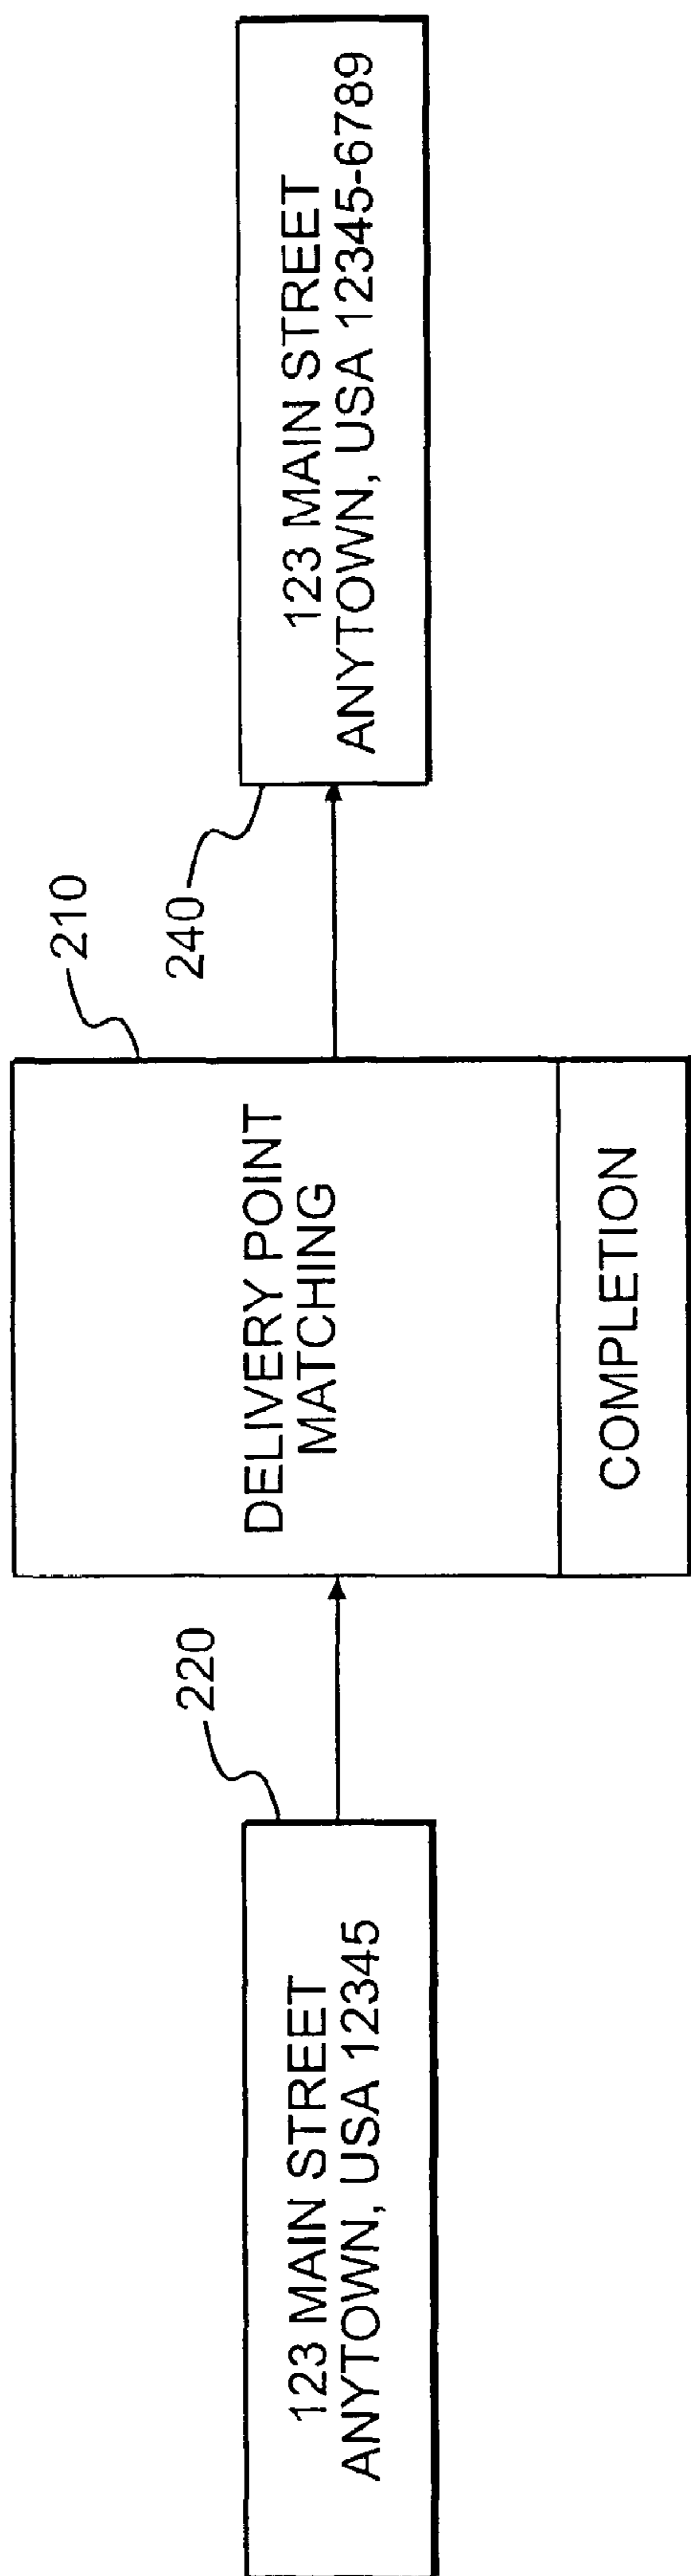 123 MAIN STREET
ANYTOWN, USA 12345
220
DELIVERY POINT
MATCHING
COMPLETION
210
240
123 MAIN STREET
ANYTOWN, USA 12345-6789